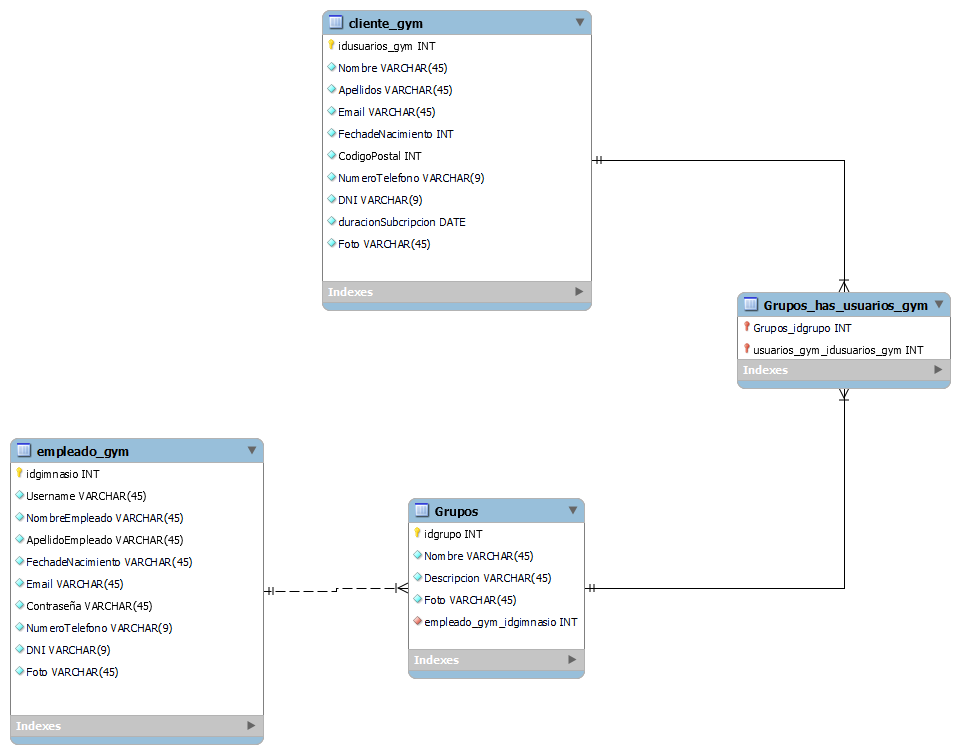 cliente_gym
idusuarios_gym INT
Nombre VARCHAR(45)
Apellidos VARCHAR(45)
Email VARCHAR(45)
FechadeNacimiento INT
CodigoPostal INT
NumeroTelefono VARCHAR(9)
DNI VARCHAR(9)
duracionSubcripcion DATE
Foto VARCHAR(45)
Indexes
Grupos_has_usuarios_gym
Grupos_idgrupo INT
usuarios_gym_idusuarios_gym INT
Indexes
empleado_gym
idgimnasio INT
Username VARCHAR(45)
NombreEmpleado VARCHAR(45)
ApellidoEmpleado VARCHAR(45)
FechadeNacimiento VARCHAR(45)
Email VARCHAR(45)
Contraseña VARCHAR(45)
NumeroTelefono VARCHAR(9)
DNI VARCHAR(9)
Foto VARCHAR(45)
Indexes
Grupos
idgrupo INT
Nombre VARCHAR(45)
Descripcion VARCHAR(45)
Foto VARCHAR(45)
empleado_gym_idgimnasio INT
Indexes